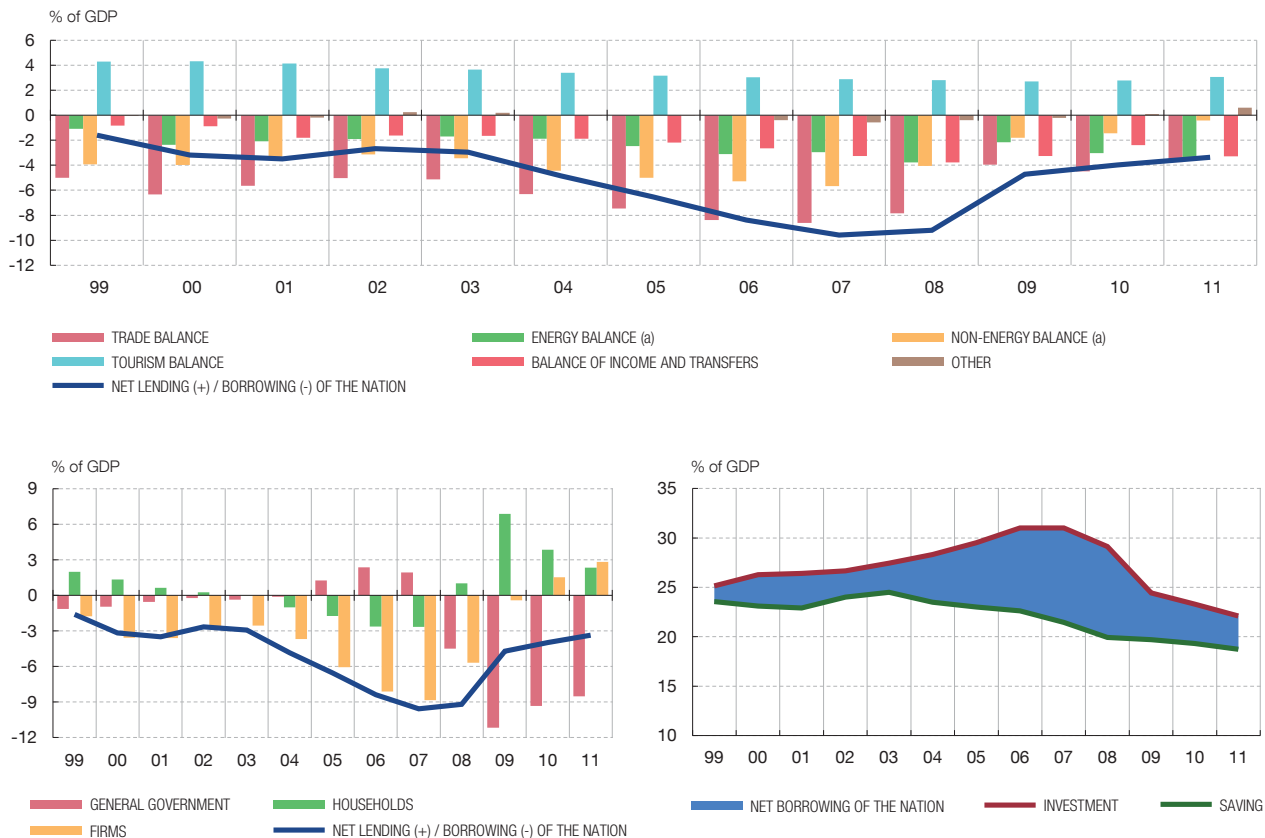 % of GDP
6
4
2
0
-2
-4
-6
-8
-10
-12
99 00 01 02 03 04 05 06 07 08 09 10 11
TRADE BALANCE ENERGY BALANCE (a) NON-ENERGY BALANCE (a)
TOURISM BALANCE BALANCE OF INCOME AND TRANSFERS OTHER
NET LENDING (+) / BORROWING (-) OF THE NATION
% of GDP
9
6
3
0
-3
-6
-9
-12
99 00 01 02 03 04 05 06 07 08 09 10 11
GENERAL GOVERNMENT HOUSEHOLDS
FIRMS NET LENDING (+) / BORROWING (-) OF THE NATION
% of GDP
35
30
25
20
15
10
99 00 01 02 03 04 05 06 07 08 09 10 11
NET BORROWING OF THE NATION INVESTMENT SAVING